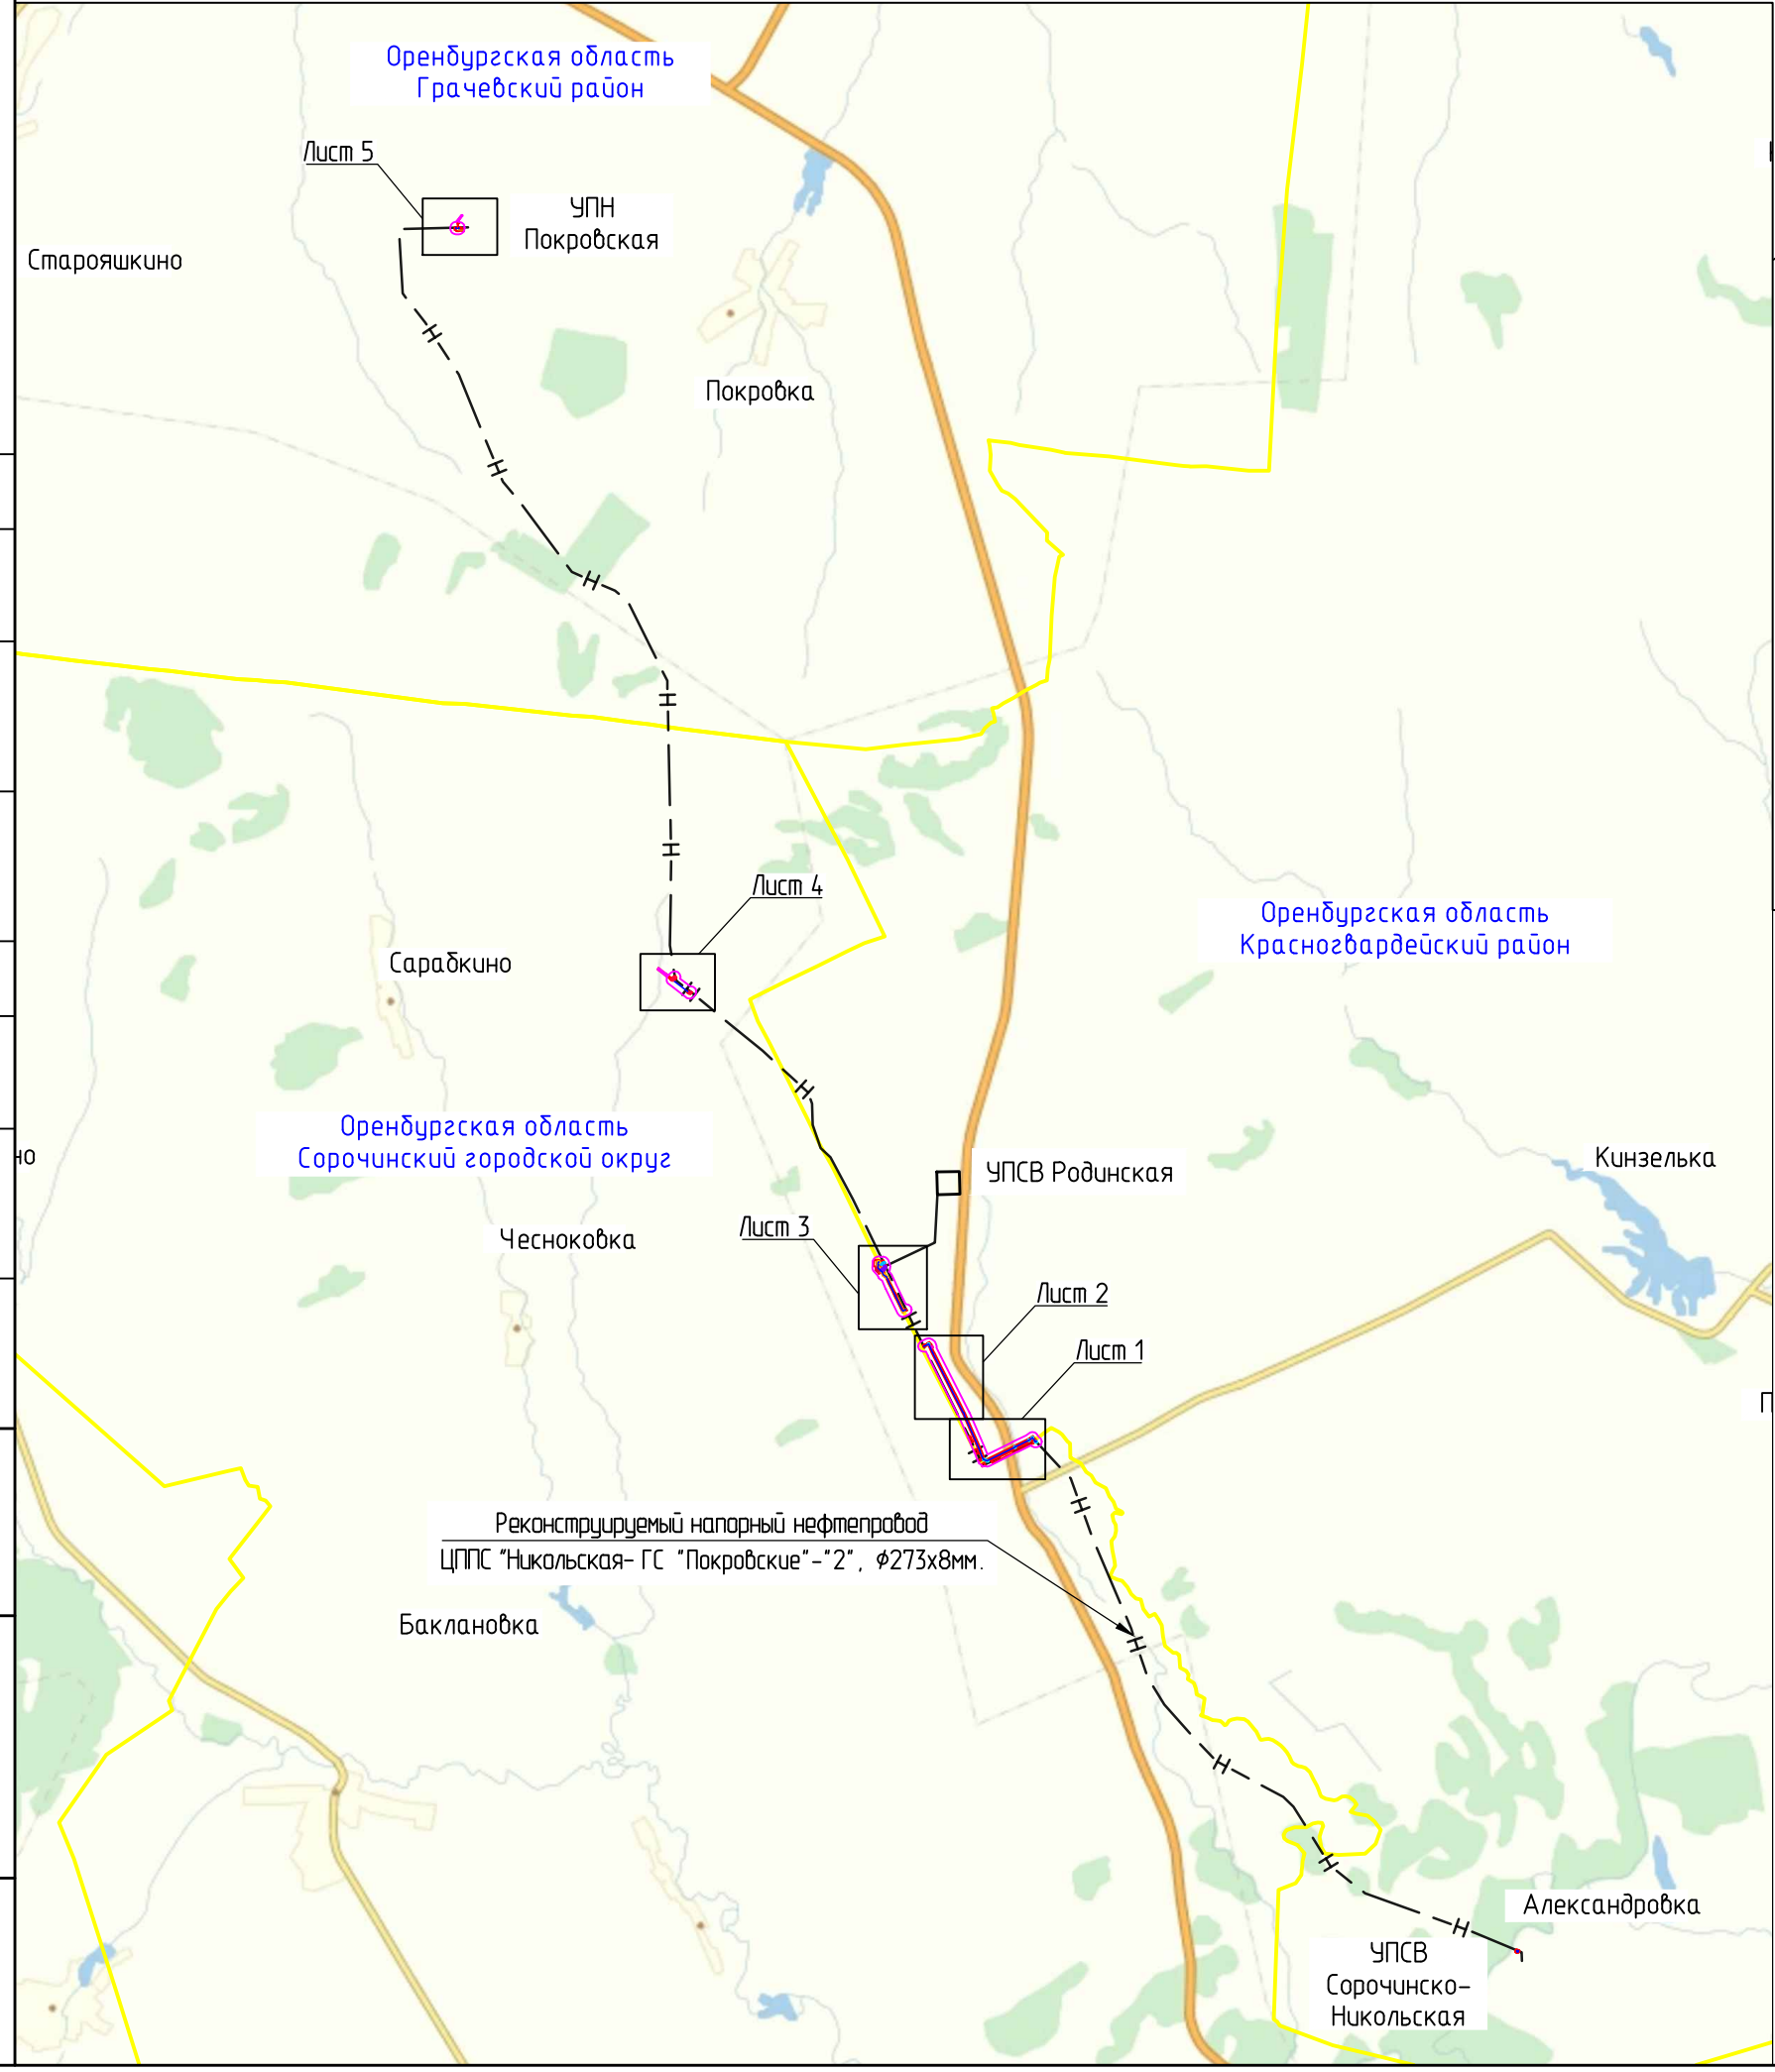 Оренбургская область
Грачевский район
Лист 5
УПН
Покровская
Старояшкино
Покровка
Лист 4
Оренбургская область
Красногвардейский район
Сарабкино
Оренбургская область
Сорочинский городской округ
но
Кинзелька
УПСВ Родинская
Лист 3
Чесноковка
Лист 2
Лист 1
П
Реконструируемый напорный нефтепровод
ЦППС "Никольская- ГС "Покровские"-"2", ϕ273х8мм.
Баклановка
Александровка
УПСВ
Сорочинско-
Никольская